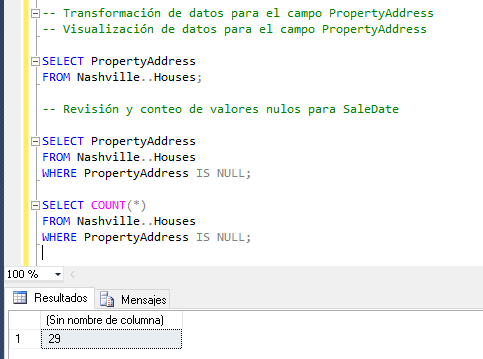 -- Transformación de datos para el campo PropertyAddress
-- Visualización de datos para el campo PropertyAddress
SELECT PropertyAddress
FROM Nashville..Houses;
-- Revisión y conteo de valores nulos para SaleDate
SELECT PropertyAddress
FROM Nashville..Houses
WHERE PropertyAddress IS NULL;
SELECT COUNT(*)
FROM Nashville..Houses
WHERE PropertyAddress IS NULL;
100 %
Resultados Mensajes
(Sin nombre de columna)
1 29